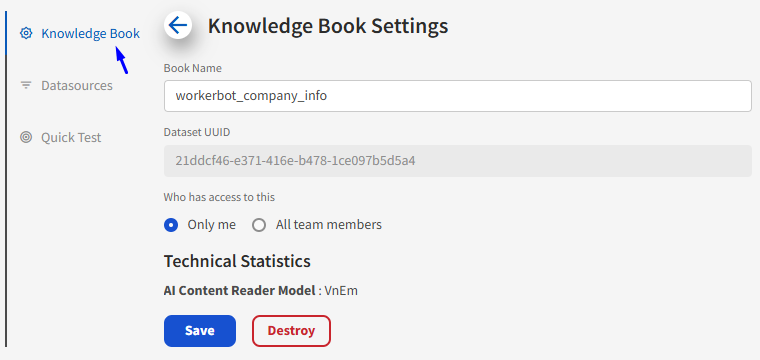 Knowledge Book
Datasources
Quick Test
Knowledge Book Settings
Book Name
workerbot_company_info
Dataset UUID
21ddcf46-e371-416e-b478-1ce097b5d5a4
Who has access to this
Only me All team members
Technical Statistics
AI Content Reader Model : VnEm
Save Destroy